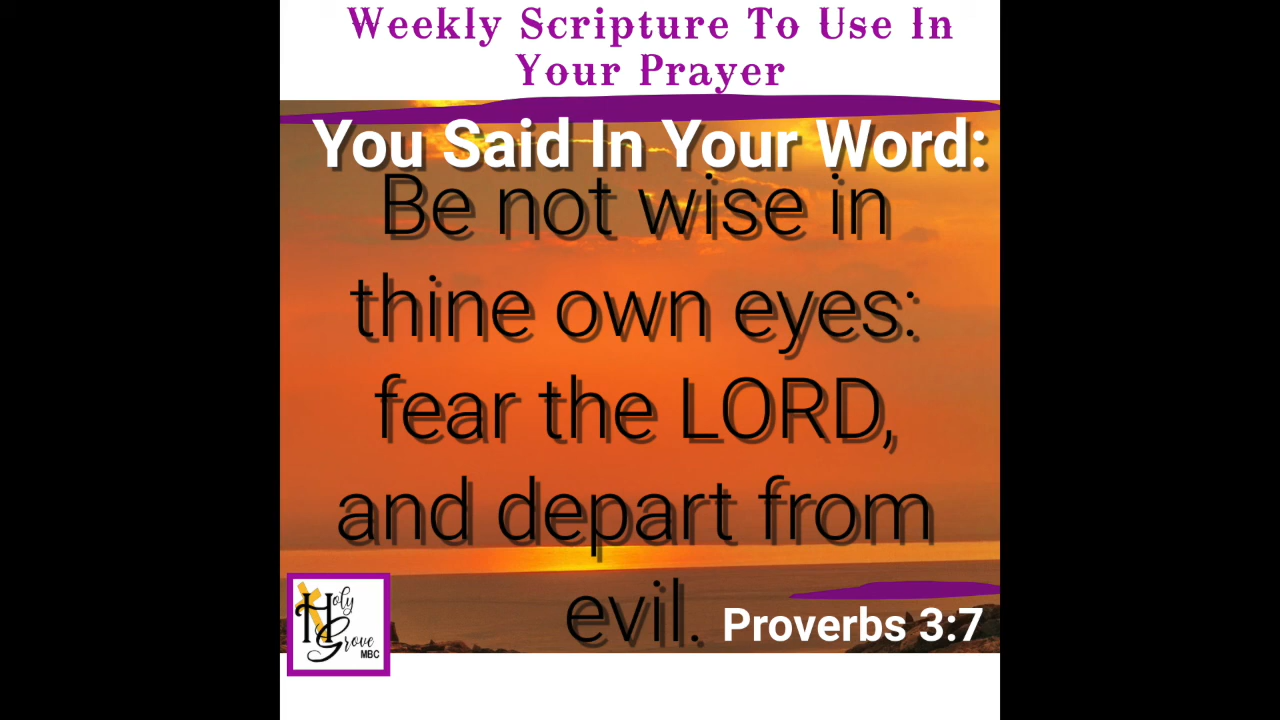 Weekly Scripture To Use In
Your Prayer
You Said In Your Word:
Be not wise in
thine own eyes:
fear the LORD,
and depart from
evil.
Proverbs 3:7
Holy
Grove
MBC